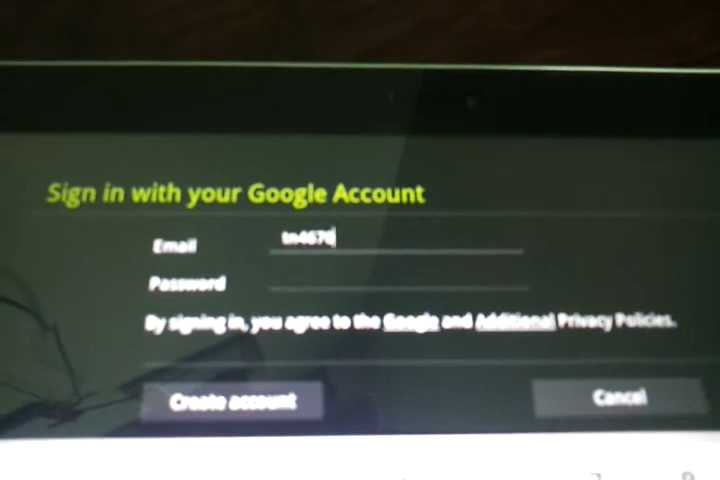 Sign in with your Google Account
Email
Password
By signing in, you agree to the Google and Additional Privacy Policies.
Create account
Cancel